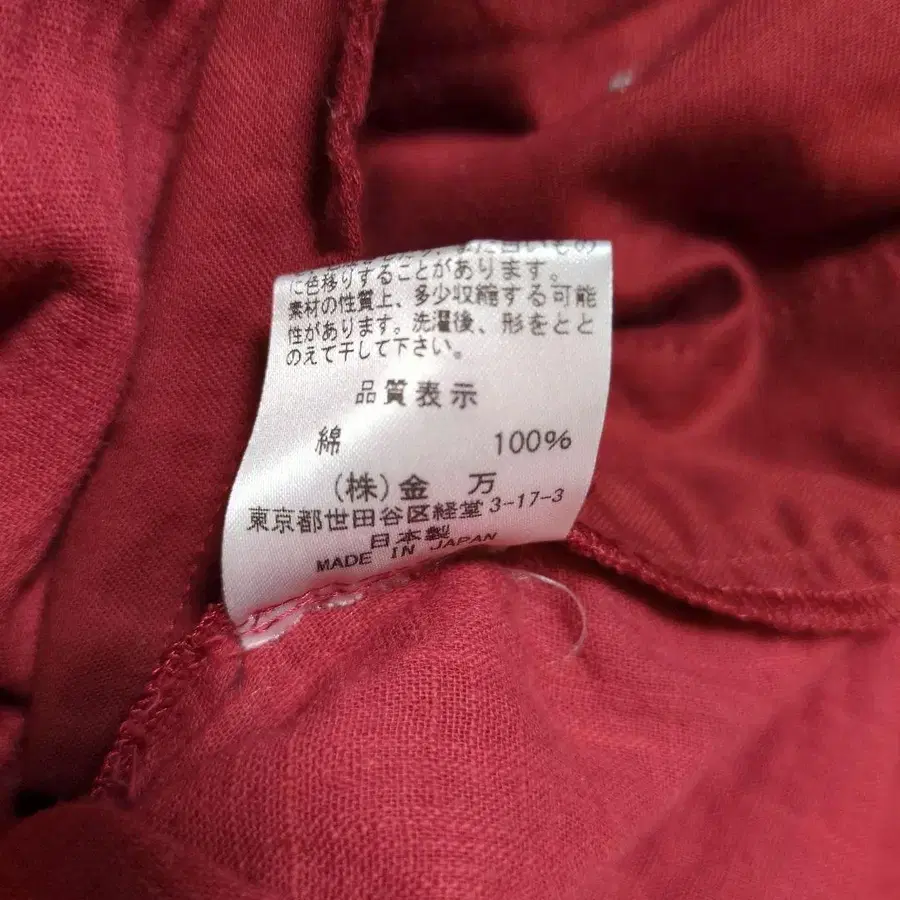 白いもの
に色移りすることがあります。
素材の性質上、多少収縮する可能
性があります。洗濯後、形をとと
のえて干して下さい。
品質表示
綿 100%
(株)金 万
東京都世田谷区経堂3-17-3
日本製
MADE IN JAPAN